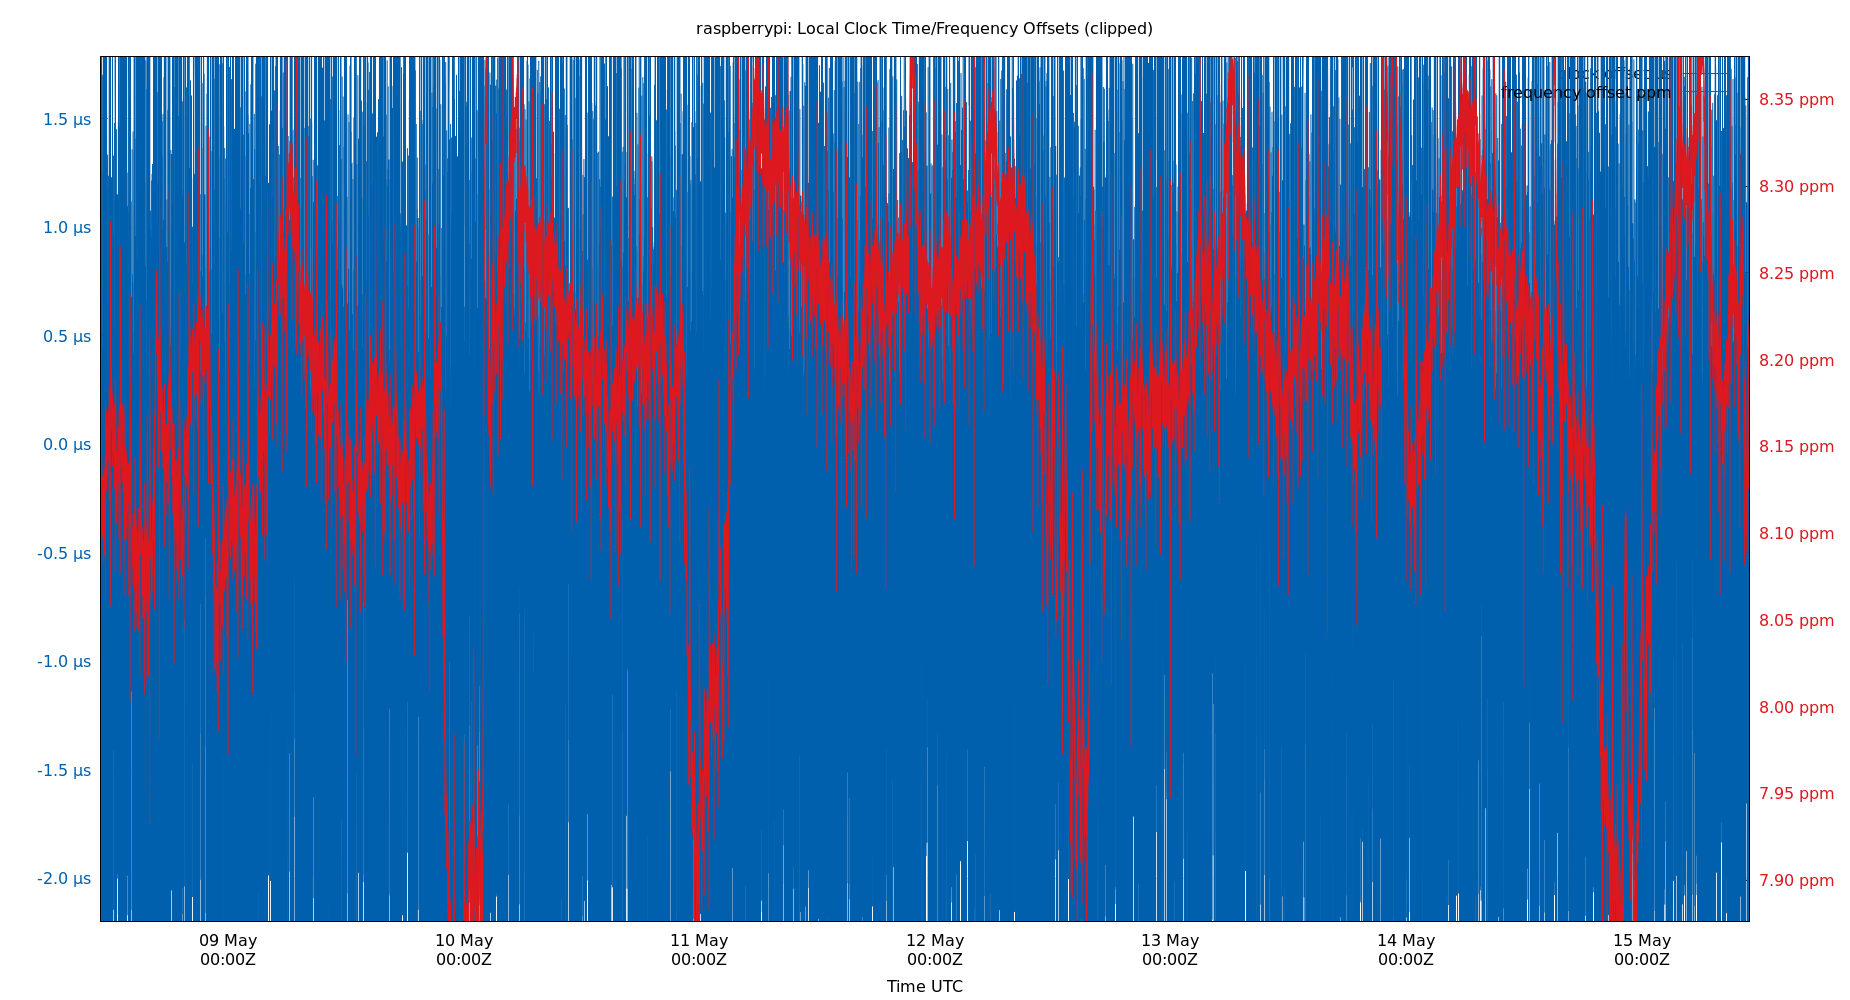 raspberrypi: Local Clock Time/Frequency Offsets (clipped)
clock offset µs
frequency offset ppm
1.5 µs
1.0 µs
0.5 µs
0.0 µs
-0.5 µs
-1.0 µs
-1.5 µs
-2.0 µs
8.35 ppm
8.30 ppm
8.25 ppm
8.20 ppm
8.15 ppm
8.10 ppm
8.05 ppm
8.00 ppm
7.95 ppm
7.90 ppm
09 May 10 May 11 May 12 May 13 May 14 May 15 May
00:00Z 00:00Z 00:00Z 00:00Z 00:00Z 00:00Z 00:00Z
Time UTC